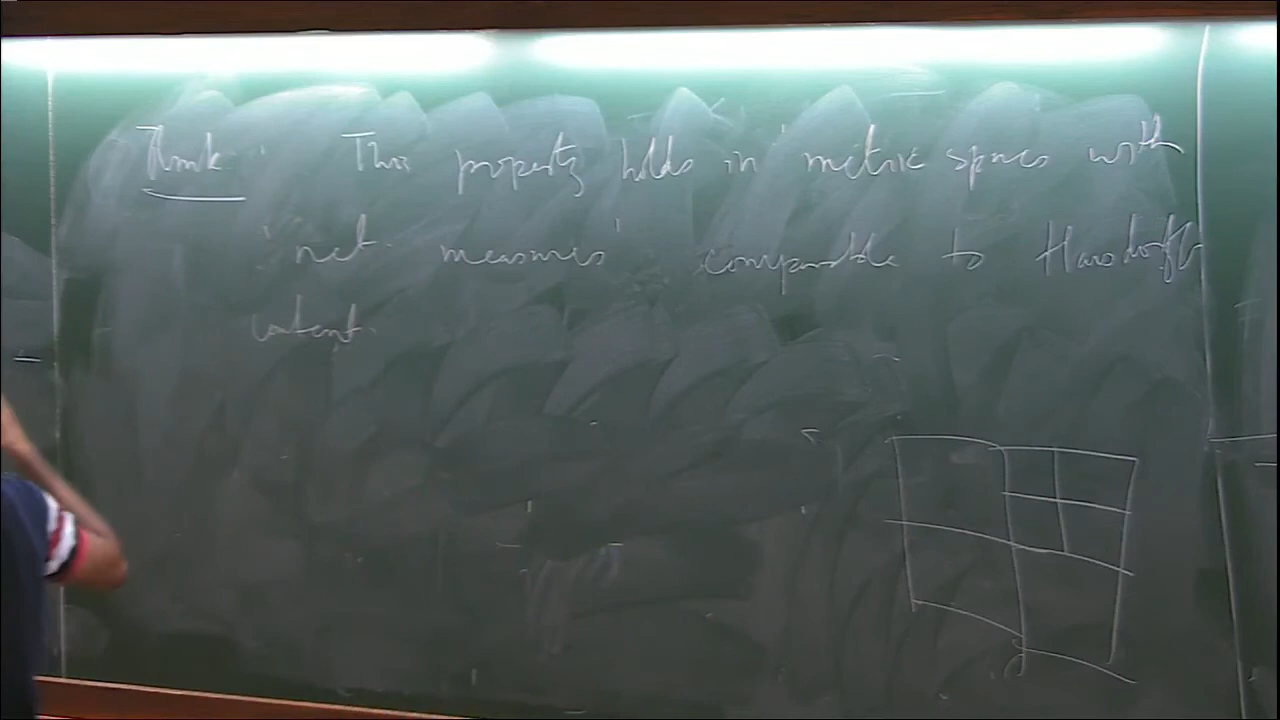 Rmk : This property holds in metric spaces with
'net measures' comparable to Hausdorff
content.